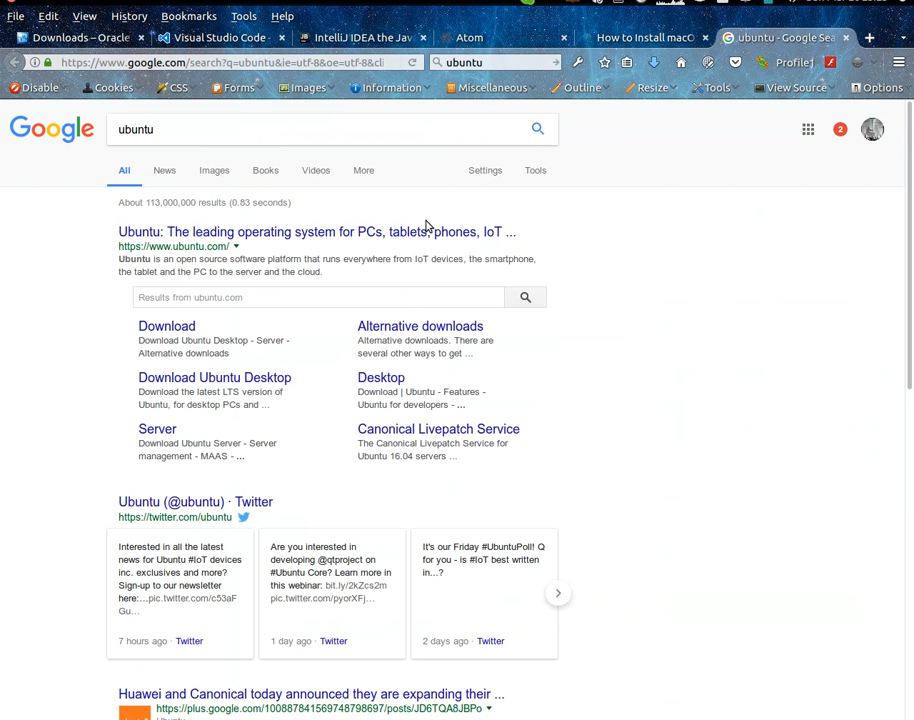 File Edit View History Bookmarks Tools Help
Downloads – Oracle × Visual Studio Code - × IntelliJ IDEA the Jav × Atom × How to Install macO × ubuntu - Google Sea ×
https://www.google.com/search?q=ubuntu&ie=utf-8&oe=utf-8&cli ubuntu Profile1
Disable Cookies CSS Forms Images Information Miscellaneous Outline Resize Tools View Source Options
Google ubuntu 2
All News Images Books Videos More Settings Tools
About 113,000,000 results (0.83 seconds)
Ubuntu: The leading operating system for PCs, tablets, phones, IoT ...
https://www.ubuntu.com/
Ubuntu is an open source software platform that runs everywhere from IoT devices, the smartphone,
the tablet and the PC to the server and the cloud.
Results from ubuntu.com
Download
Download Ubuntu Desktop - Server -
Alternative downloads
Alternative downloads
Alternative downloads. There are
several other ways to get ...
Download Ubuntu Desktop
Download the latest LTS version of
Ubuntu, for desktop PCs and ...
Desktop
Download | Ubuntu - Features -
Ubuntu for developers - ...
Server
Download Ubuntu Server - Server
management - MAAS - ...
Canonical Livepatch Service
The Canonical Livepatch Service for
Ubuntu 16.04 servers ...
Ubuntu (@ubuntu) · Twitter
https://twitter.com/ubuntu
Interested in all the latest
news for Ubuntu #IoT devices
inc. exclusives and more?
Sign-up to our newsletter
here:…pic.twitter.com/c53aF
Gu…
7 hours ago · Twitter
Are you interested in
developing @qtproject on
#Ubuntu Core? Learn more in
this webinar: bit.ly/2kZcs2m
pic.twitter.com/pyorXFj…
1 day ago · Twitter
It's our Friday #UbuntuPoll! Q
for you - is #IoT best written
in...?
2 days ago · Twitter
Huawei and Canonical today announced they are expanding their ...
https://plus.google.com/100887841569748798697/posts/JD6TQA8JBPo